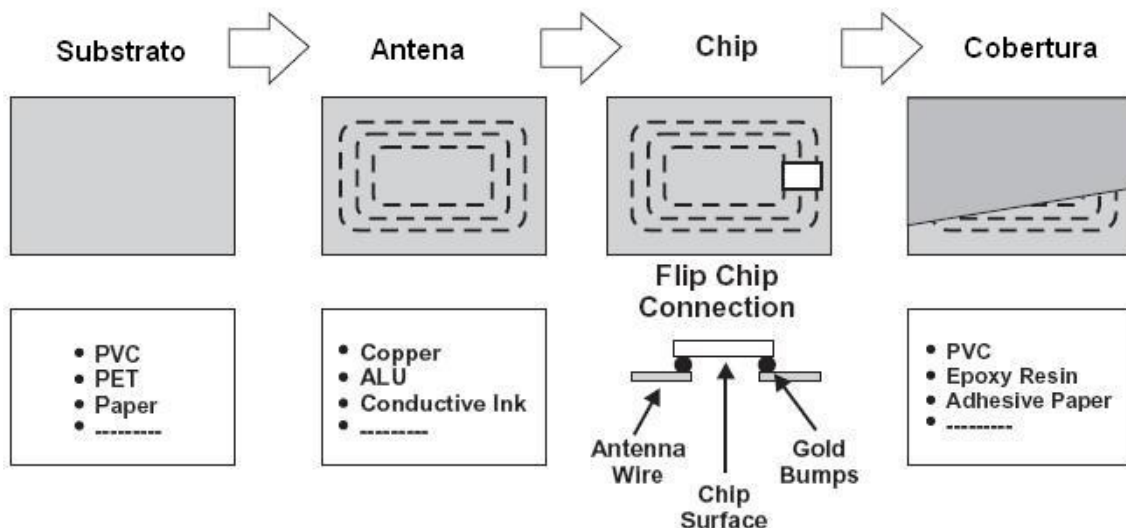 Substrato
Antena
Chip
Cobertura
Flip Chip
Connection
• PVC
• PET
• Paper
• ---------
• Copper
• ALU
• Conductive Ink
• ---------
Antenna
Wire
Chip
Surface
Gold
Bumps
• PVC
• Epoxy Resin
• Adhesive Paper
• ---------